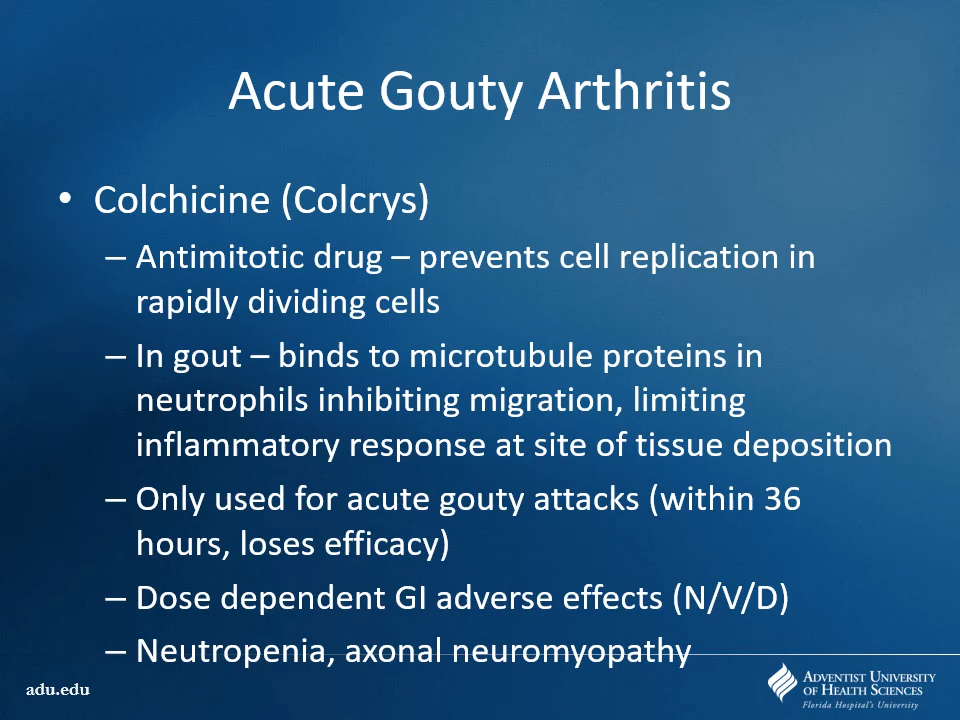 Acute Gouty Arthritis
• Colchicine (Colcrys)
– Antimitotic drug – prevents cell replication in
rapidly dividing cells
– In gout – binds to microtubule proteins in
neutrophils inhibiting migration, limiting
inflammatory response at site of tissue deposition
– Only used for acute gouty attacks (within 36
hours, loses efficacy)
– Dose dependent GI adverse effects (N/V/D)
– Neutropenia, axonal neuromyopathy
adu.edu
ADVENTIST UNIVERSITY
OF HEALTH SCIENCES
Florida Hospital's University